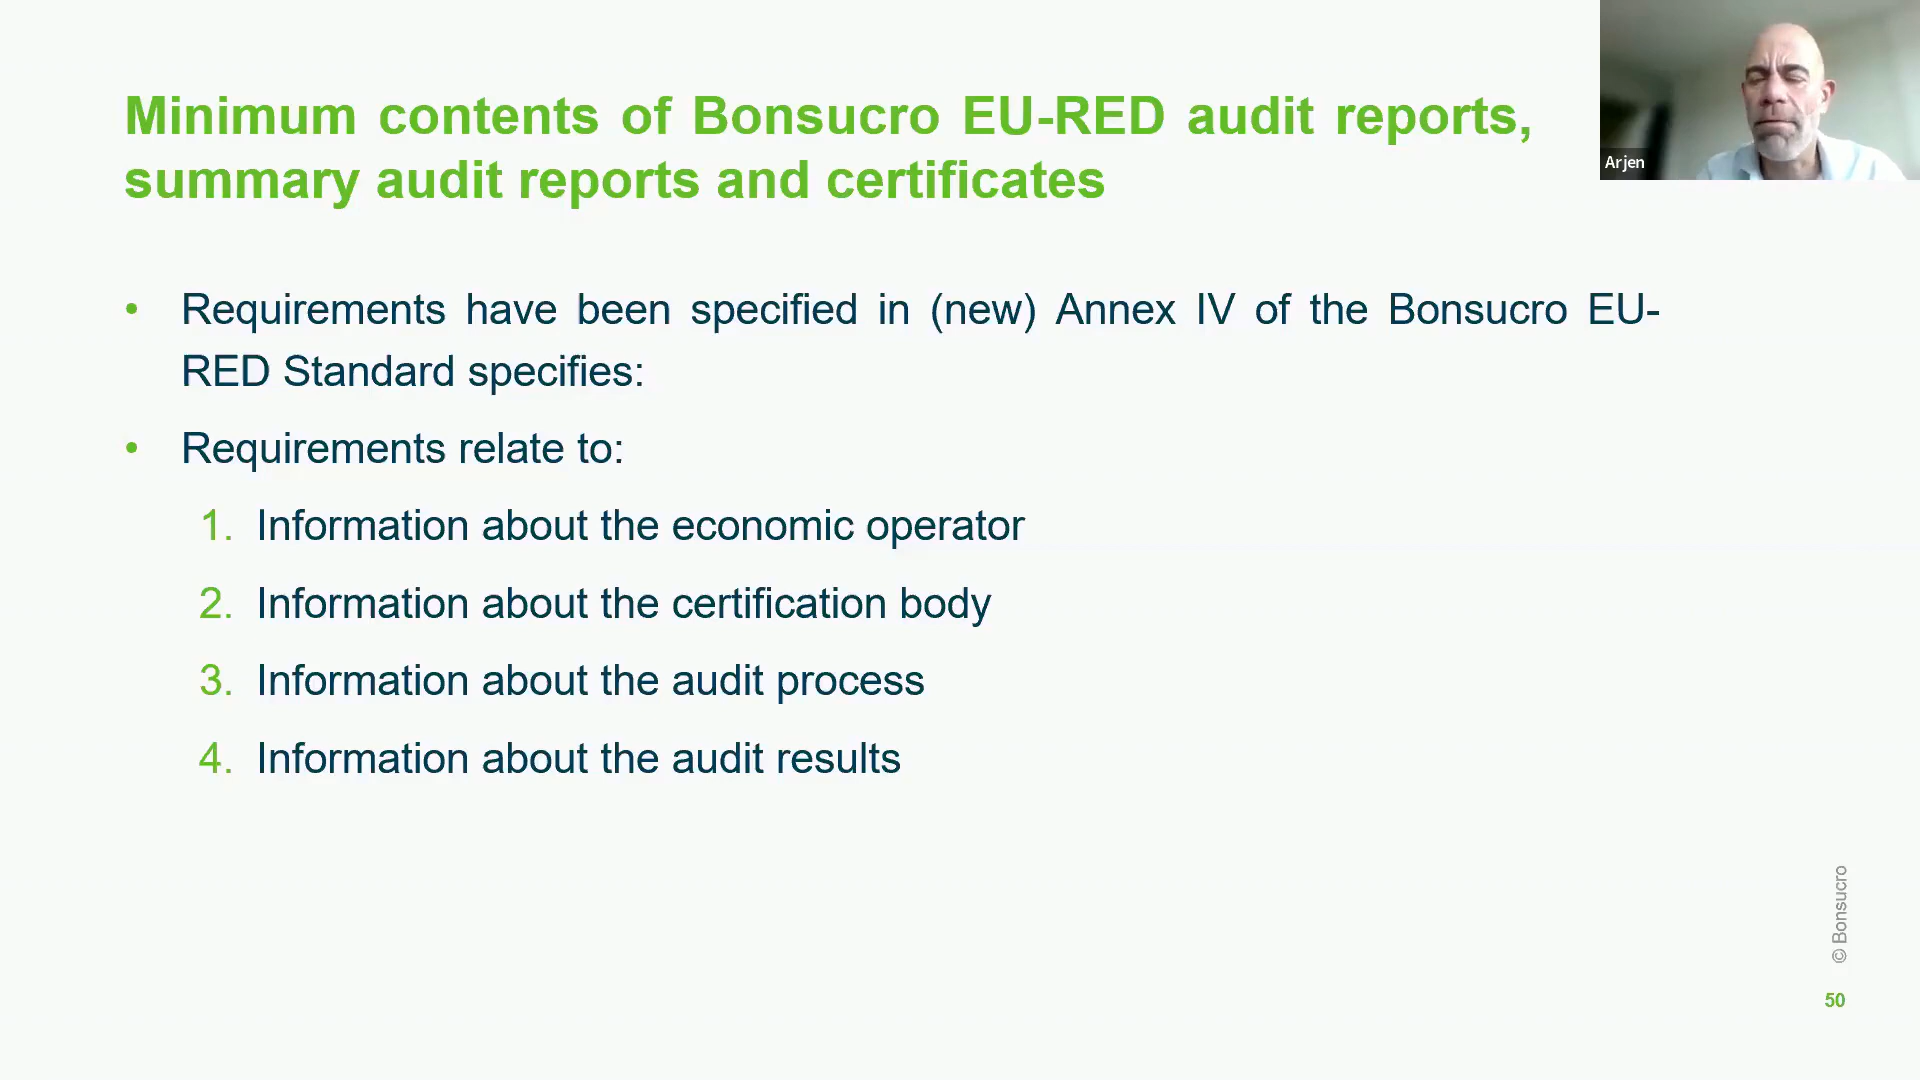 Minimum contents of Bonsucro EU-RED audit reports,
summary audit reports and certificates
Arjen
• Requirements have been specified in (new) Annex IV of the Bonsucro EU-
RED Standard specifies:
• Requirements relate to:
1. Information about the economic operator
2. Information about the certification body
3. Information about the audit process
4. Information about the audit results
© Bonsucro
50